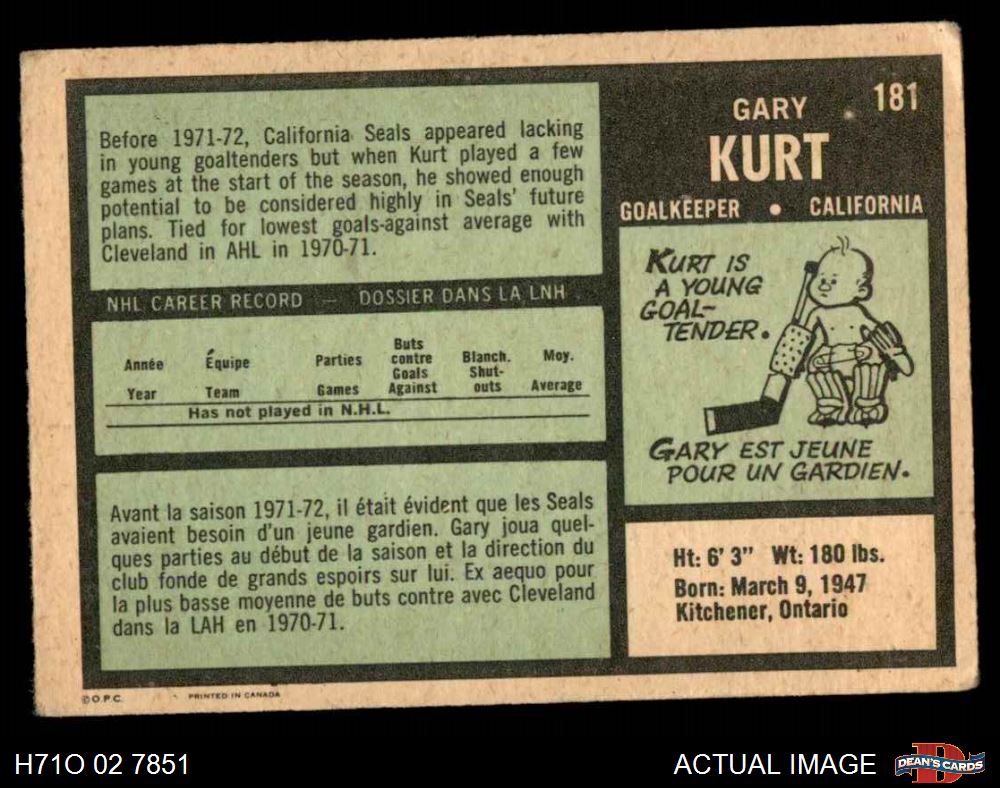 181
GARY
KURT
GOALKEEPER • CALIFORNIA
Before 1971-72, California Seals appeared lacking
in young goaltenders but when Kurt played a few
games at the start of the season, he showed enough
potential to be considered highly in Seals' future
plans. Tied for lowest goals-against average with
Cleveland in AHL in 1970-71.
NHL CAREER RECORD — DOSSIER DANS LA LNH
Année Équipe Parties Buts contre Blanch. Moy.
Year Team Games Goals Against Shut-outs Average
Has not played in N.H.L.
Avant la saison 1971-72, il était évident que les Seals
avaient besoin d'un jeune gardien. Gary joua quel-
ques parties au début de la saison et la direction du
club fonde de grands espoirs sur lui. Ex aequo pour
la plus basse moyenne de buts contre avec Cleveland
dans la LAH en 1970-71.
KURT IS
A YOUNG
GOAL-
TENDER.
GARY EST JEUNE
POUR UN GARDIEN.
Ht: 6' 3" Wt: 180 lbs.
Born: March 9, 1947
Kitchener, Ontario
© O.P.C. PRINTED IN CANADA
H71O 02 7851
ACTUAL IMAGE
D
DEAN'S CARDS